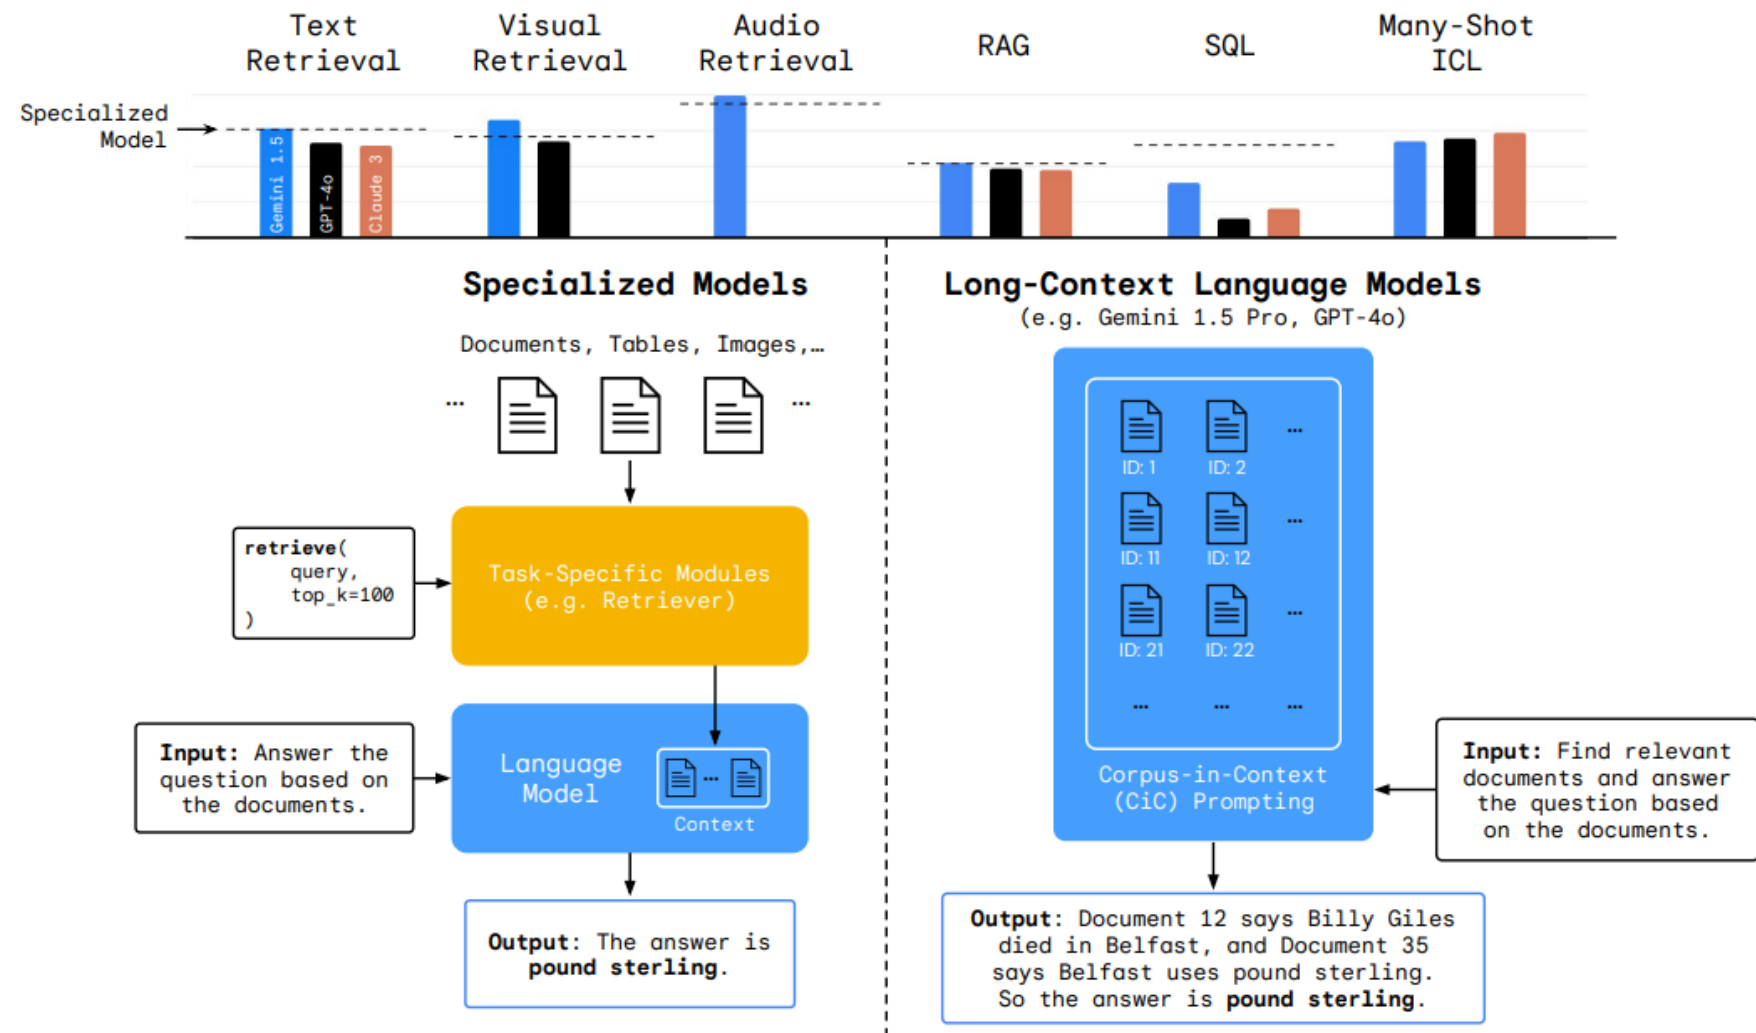 Text
Retrieval
Visual
Retrieval
Audio
Retrieval
RAG
SQL
Many-Shot
ICL
Specialized
Model
Gemini 1.5
GPT-4o
Claude 3
Specialized Models
Documents, Tables, Images,…
...
...
retrieve(
query,
top_k=100
)
Task-Specific Modules
(e.g. Retriever)
Input: Answer the
question based on
the documents.
Language
Model
...
Context
Output: The answer is
pound sterling.
Long-Context Language Models
(e.g. Gemini 1.5 Pro, GPT-4o)
...
ID: 1 ID: 2
...
ID: 11 ID: 12
...
ID: 21 ID: 22
... ... ...
Corpus-in-Context
(CiC) Prompting
Input: Find relevant
documents and answer
the question based
on the documents.
Output: Document 12 says Billy Giles
died in Belfast, and Document 35
says Belfast uses pound sterling.
So the answer is pound sterling.